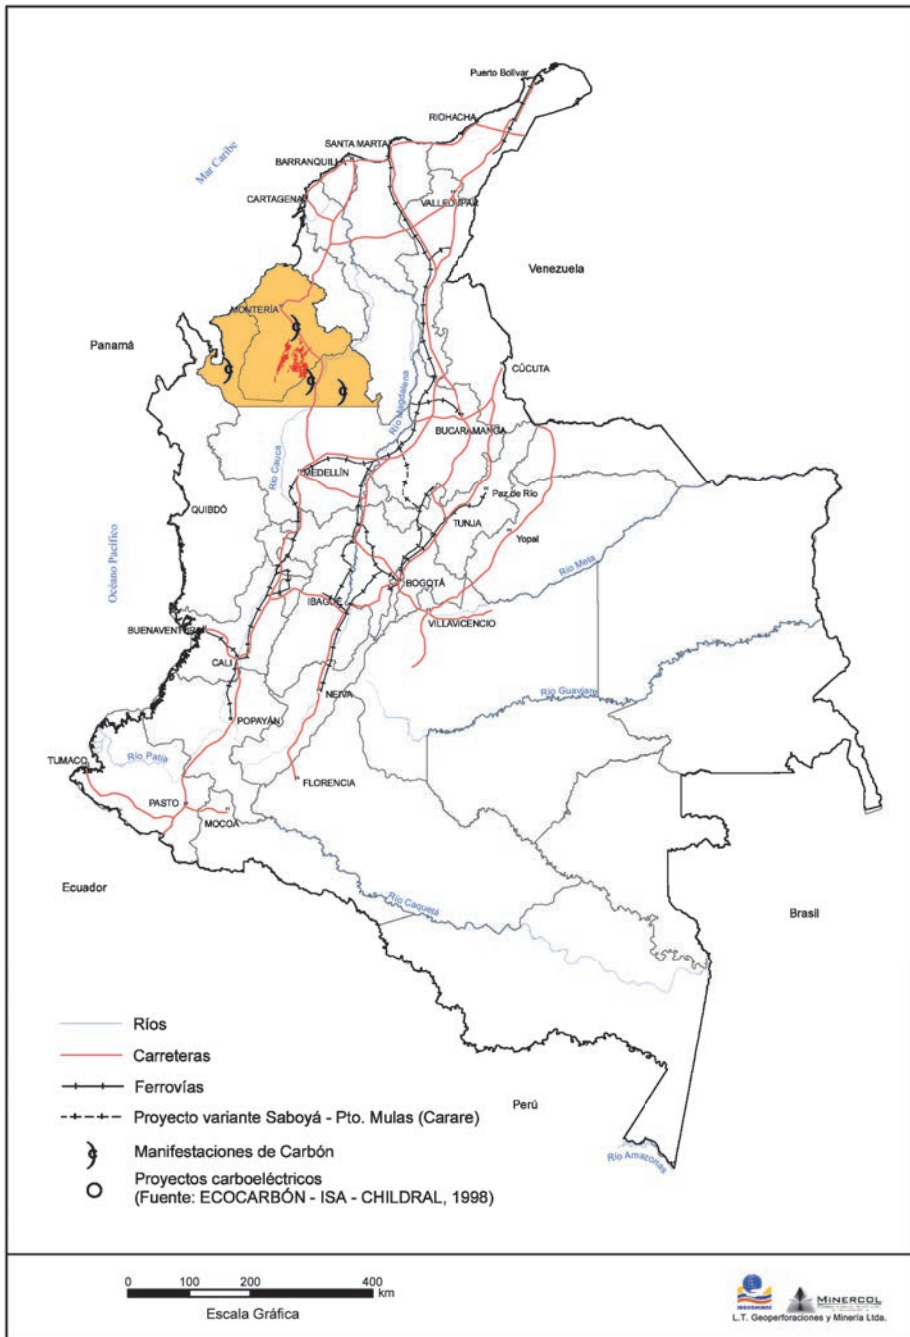 Puerto Bolívar
RIOHACHA
SANTA MARTA
BARRANQUILL
Mar Caribe
CARTAGENA
VALLEDUPAR
Venezuela
MONTERÍA
Panamá
CÚCUTA
Río Magdalena
BUCARAMANGA
Río Cauca
MEDELLÍN
Paz de Río
QUIBDÓ
TUNJA
Yopal
Océano Pacífico
Río Meta
BOGOTÁ
IBAGUÉ
VILLAVICENCIO
BUENAVENTURA
CALI
Río Guaviare
NEIVA
POPAYÁN
Río Patía
TUMACO
FLORENCIA
PASTO
MOCOA
Ecuador
Río Caquetá
Brasil
Ríos
Carreteras
Ferrovías
Perú
Proyecto variante Saboyá - Pto. Mulas (Carare)
Manifestaciones de Carbón
Río Amazonas
Proyectos carboeléctricos
(Fuente: ECOCARBÓN - ISA - CHILDRAL, 1998)
0 100 200 400
km
Escala Gráfica
INGEOMINAS
MINERCOL
L.T. Geoperforaciones y Minería Ltda.